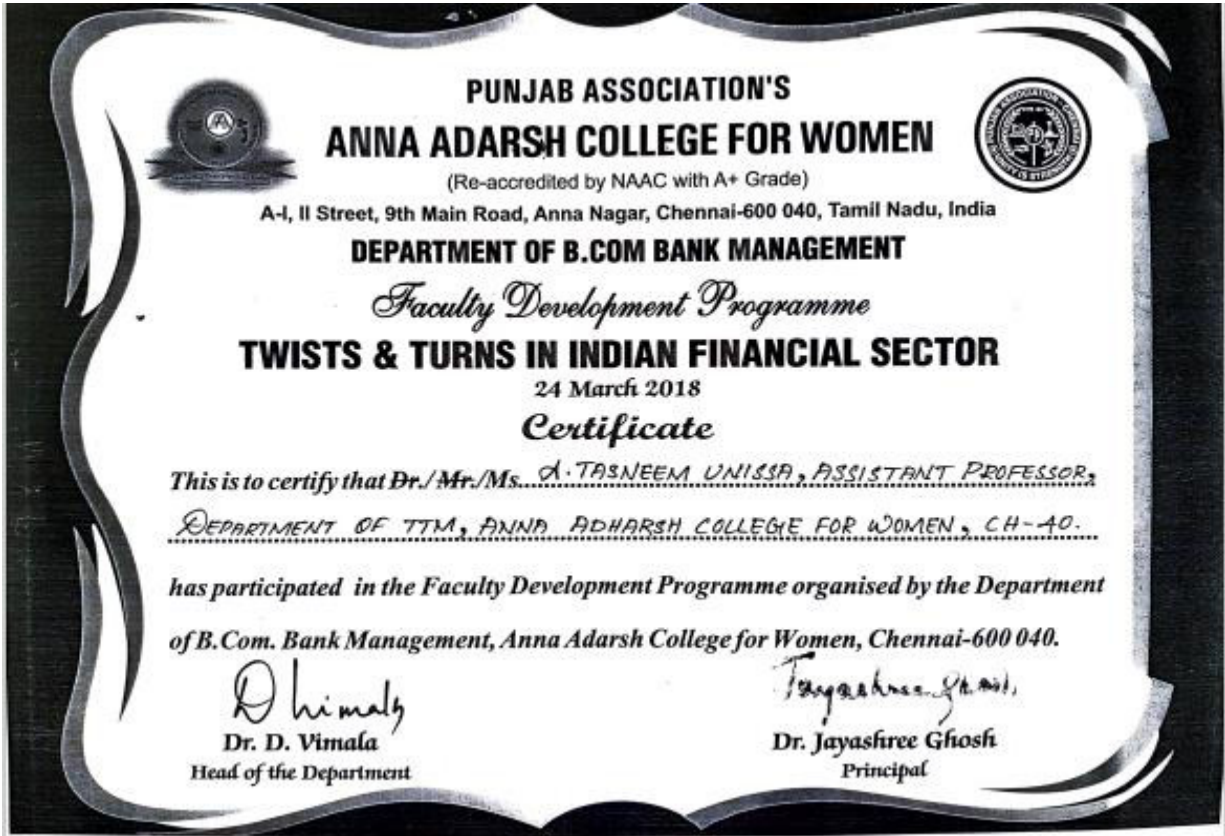 PUNJAB ASSOCIATION'S
ANNA ADARSH COLLEGE FOR WOMEN
(Re-accredited by NAAC with A+ Grade)
A-I, II Street, 9th Main Road, Anna Nagar, Chennai-600 040, Tamil Nadu, India
DEPARTMENT OF B.COM BANK MANAGEMENT
Faculty Development Programme
TWISTS & TURNS IN INDIAN FINANCIAL SECTOR
24 March 2018
Certificate
This is to certify that Dr./Mr./Ms. A. TASNEEM UNISSA, ASSISTANT PROFESSOR,
DEPARTMENT OF TTM, ANNA ADHARSH COLLEGE FOR WOMEN, CH-40.
has participated in the Faculty Development Programme organised by the Department
of B.Com. Bank Management, Anna Adarsh College for Women, Chennai-600 040.
D Vimala
Dr. D. Vimala
Head of the Department
Dr. Jayashree Ghosh
Principal